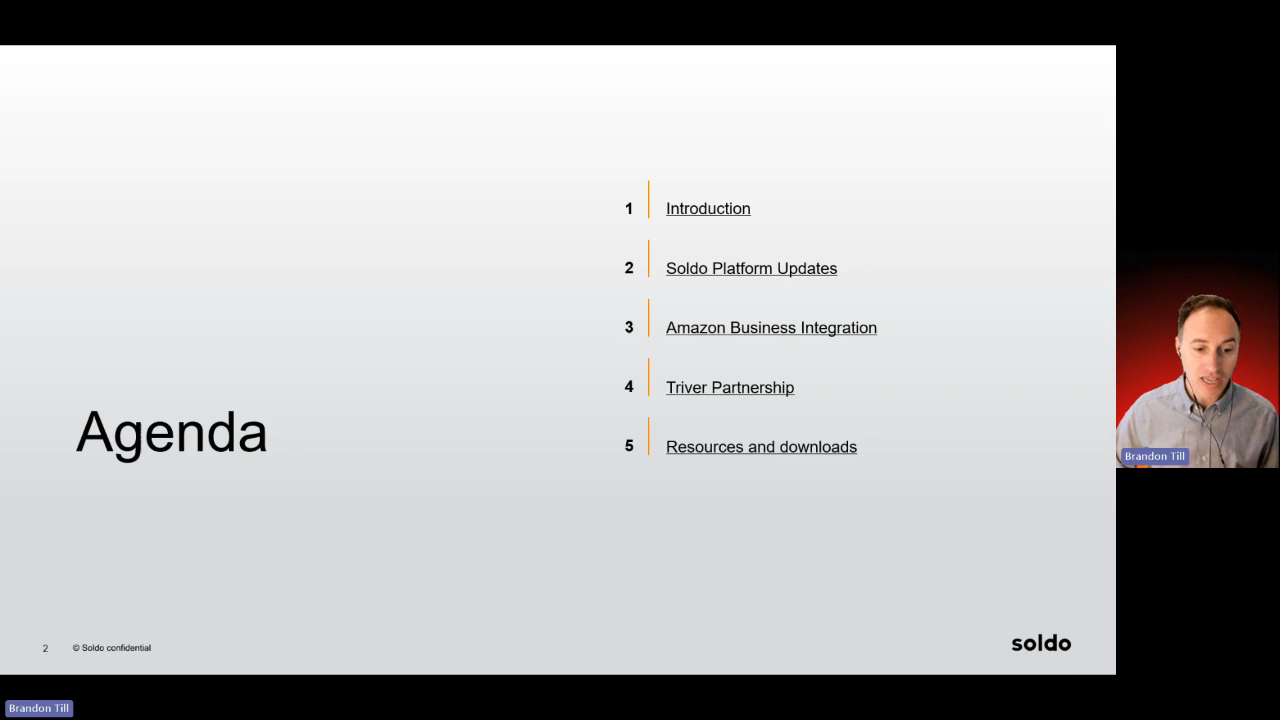 Agenda
1 Introduction
2 Soldo Platform Updates
3 Amazon Business Integration
4 Triver Partnership
5 Resources and downloads
2 © Soldo confidential
soldo
Brandon Till
Brandon Till